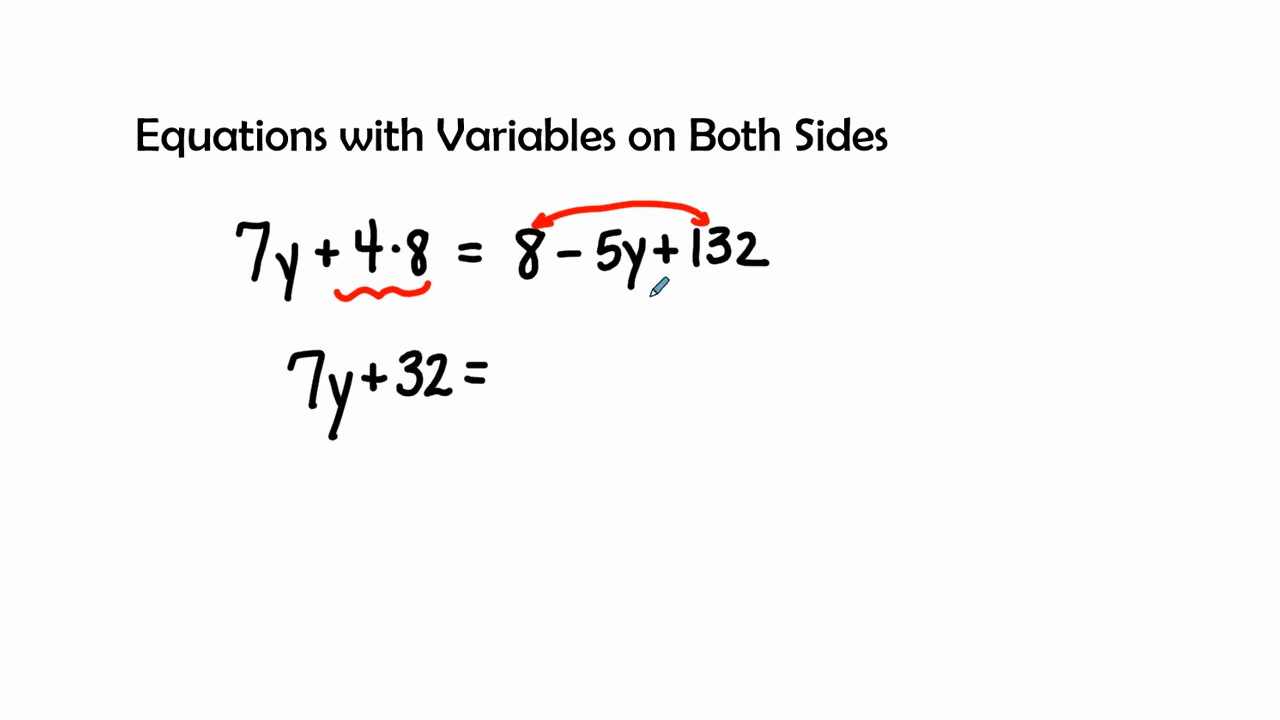 Equations with Variables on Both Sides
7y + 4·8 = 8 − 5y + 132
7y + 32 =